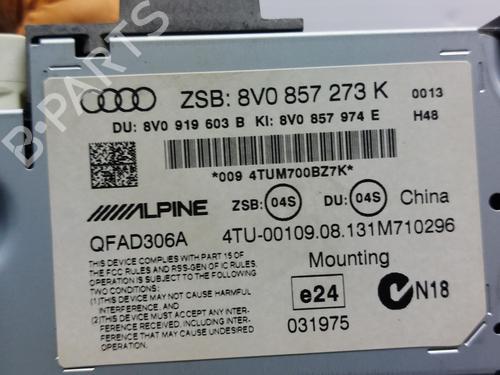 ZSB: 8V0 857 273 K
0013
DU: 8V0 919 603 B KI: 8V0 857 974 E
H48
*009 4TUM700BZ7K*
ALPINE
ZSB: 04S DU: 04S China
QFAD306A
4TU-00109.08.131M710296
THIS DEVICE COMPLIES WITH PART 15 OF
THE FCC RULES AND RSS-GEN OF IC RULES.
OPERATION IS SUBJECT TO THE FOLLOWING
TWO CONDITIONS:
(1)THIS DEVICE MAY NOT CAUSE HARMFUL
INTERFERENCE, AND
(2)THIS DEVICE MUST ACCEPT ANY INTER-
FERENCE RECEIVED, INCLUDING INTERFER-
ENCE THAT MAY CAUSE UNDESIRED
OPERATION.
Mounting
e24
N18
031975
B-PARTS